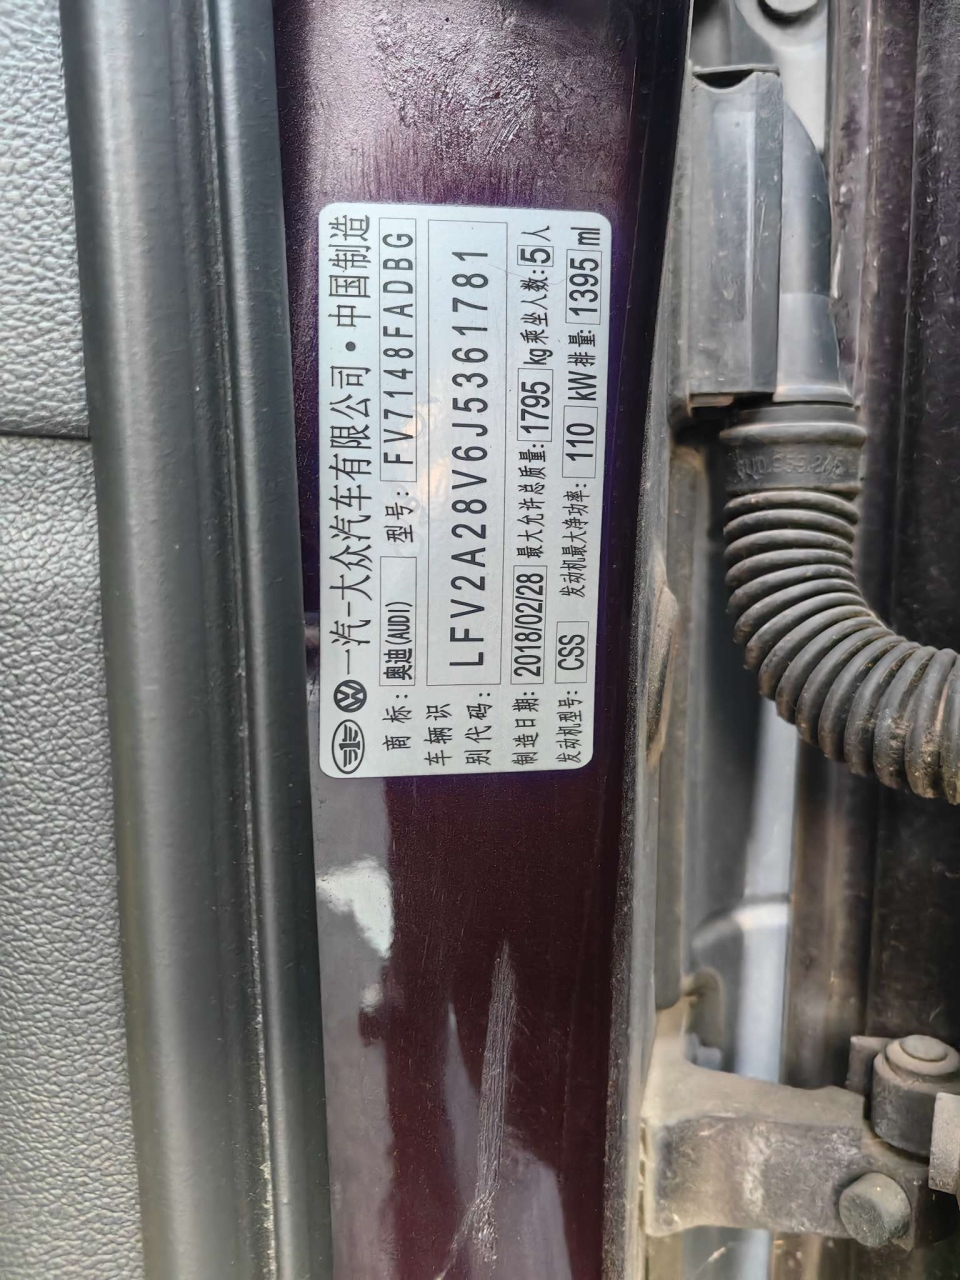 一汽-大众汽车有限公司•中国制造
商标: 奥迪(AUDI) 型号: FV7148FADBG
车辆识
别代码: LFV2A28V6J5361781
制造日期: 2018/02/28 最大允许总质量: 1795 kg 乘坐人数: 5 人
发动机型号: CSS 发动机最大净功率: 110 kW 排量: 1395 ml